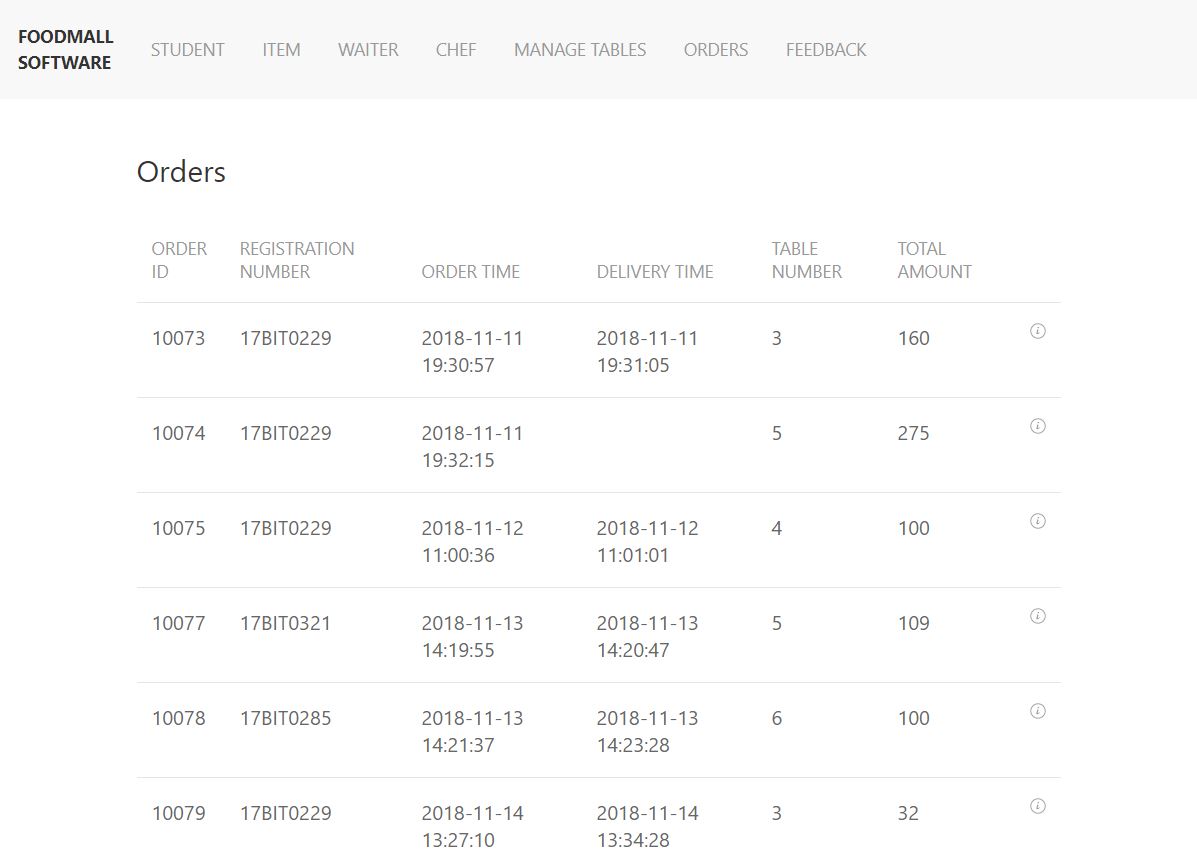 FOODMALL
SOFTWARE
STUDENT ITEM WAITER CHEF MANAGE TABLES ORDERS FEEDBACK
Orders
ORDER REGISTRATION TABLE TOTAL
ID NUMBER ORDER TIME DELIVERY TIME NUMBER AMOUNT
10073 17BIT0229 2018-11-11 2018-11-11 3 160
19:30:57 19:31:05
10074 17BIT0229 2018-11-11 5 275
19:32:15
10075 17BIT0229 2018-11-12 2018-11-12 4 100
11:00:36 11:01:01
10077 17BIT0321 2018-11-13 2018-11-13 5 109
14:19:55 14:20:47
10078 17BIT0285 2018-11-13 2018-11-13 6 100
14:21:37 14:23:28
10079 17BIT0229 2018-11-14 2018-11-14 3 32
13:27:10 13:34:28